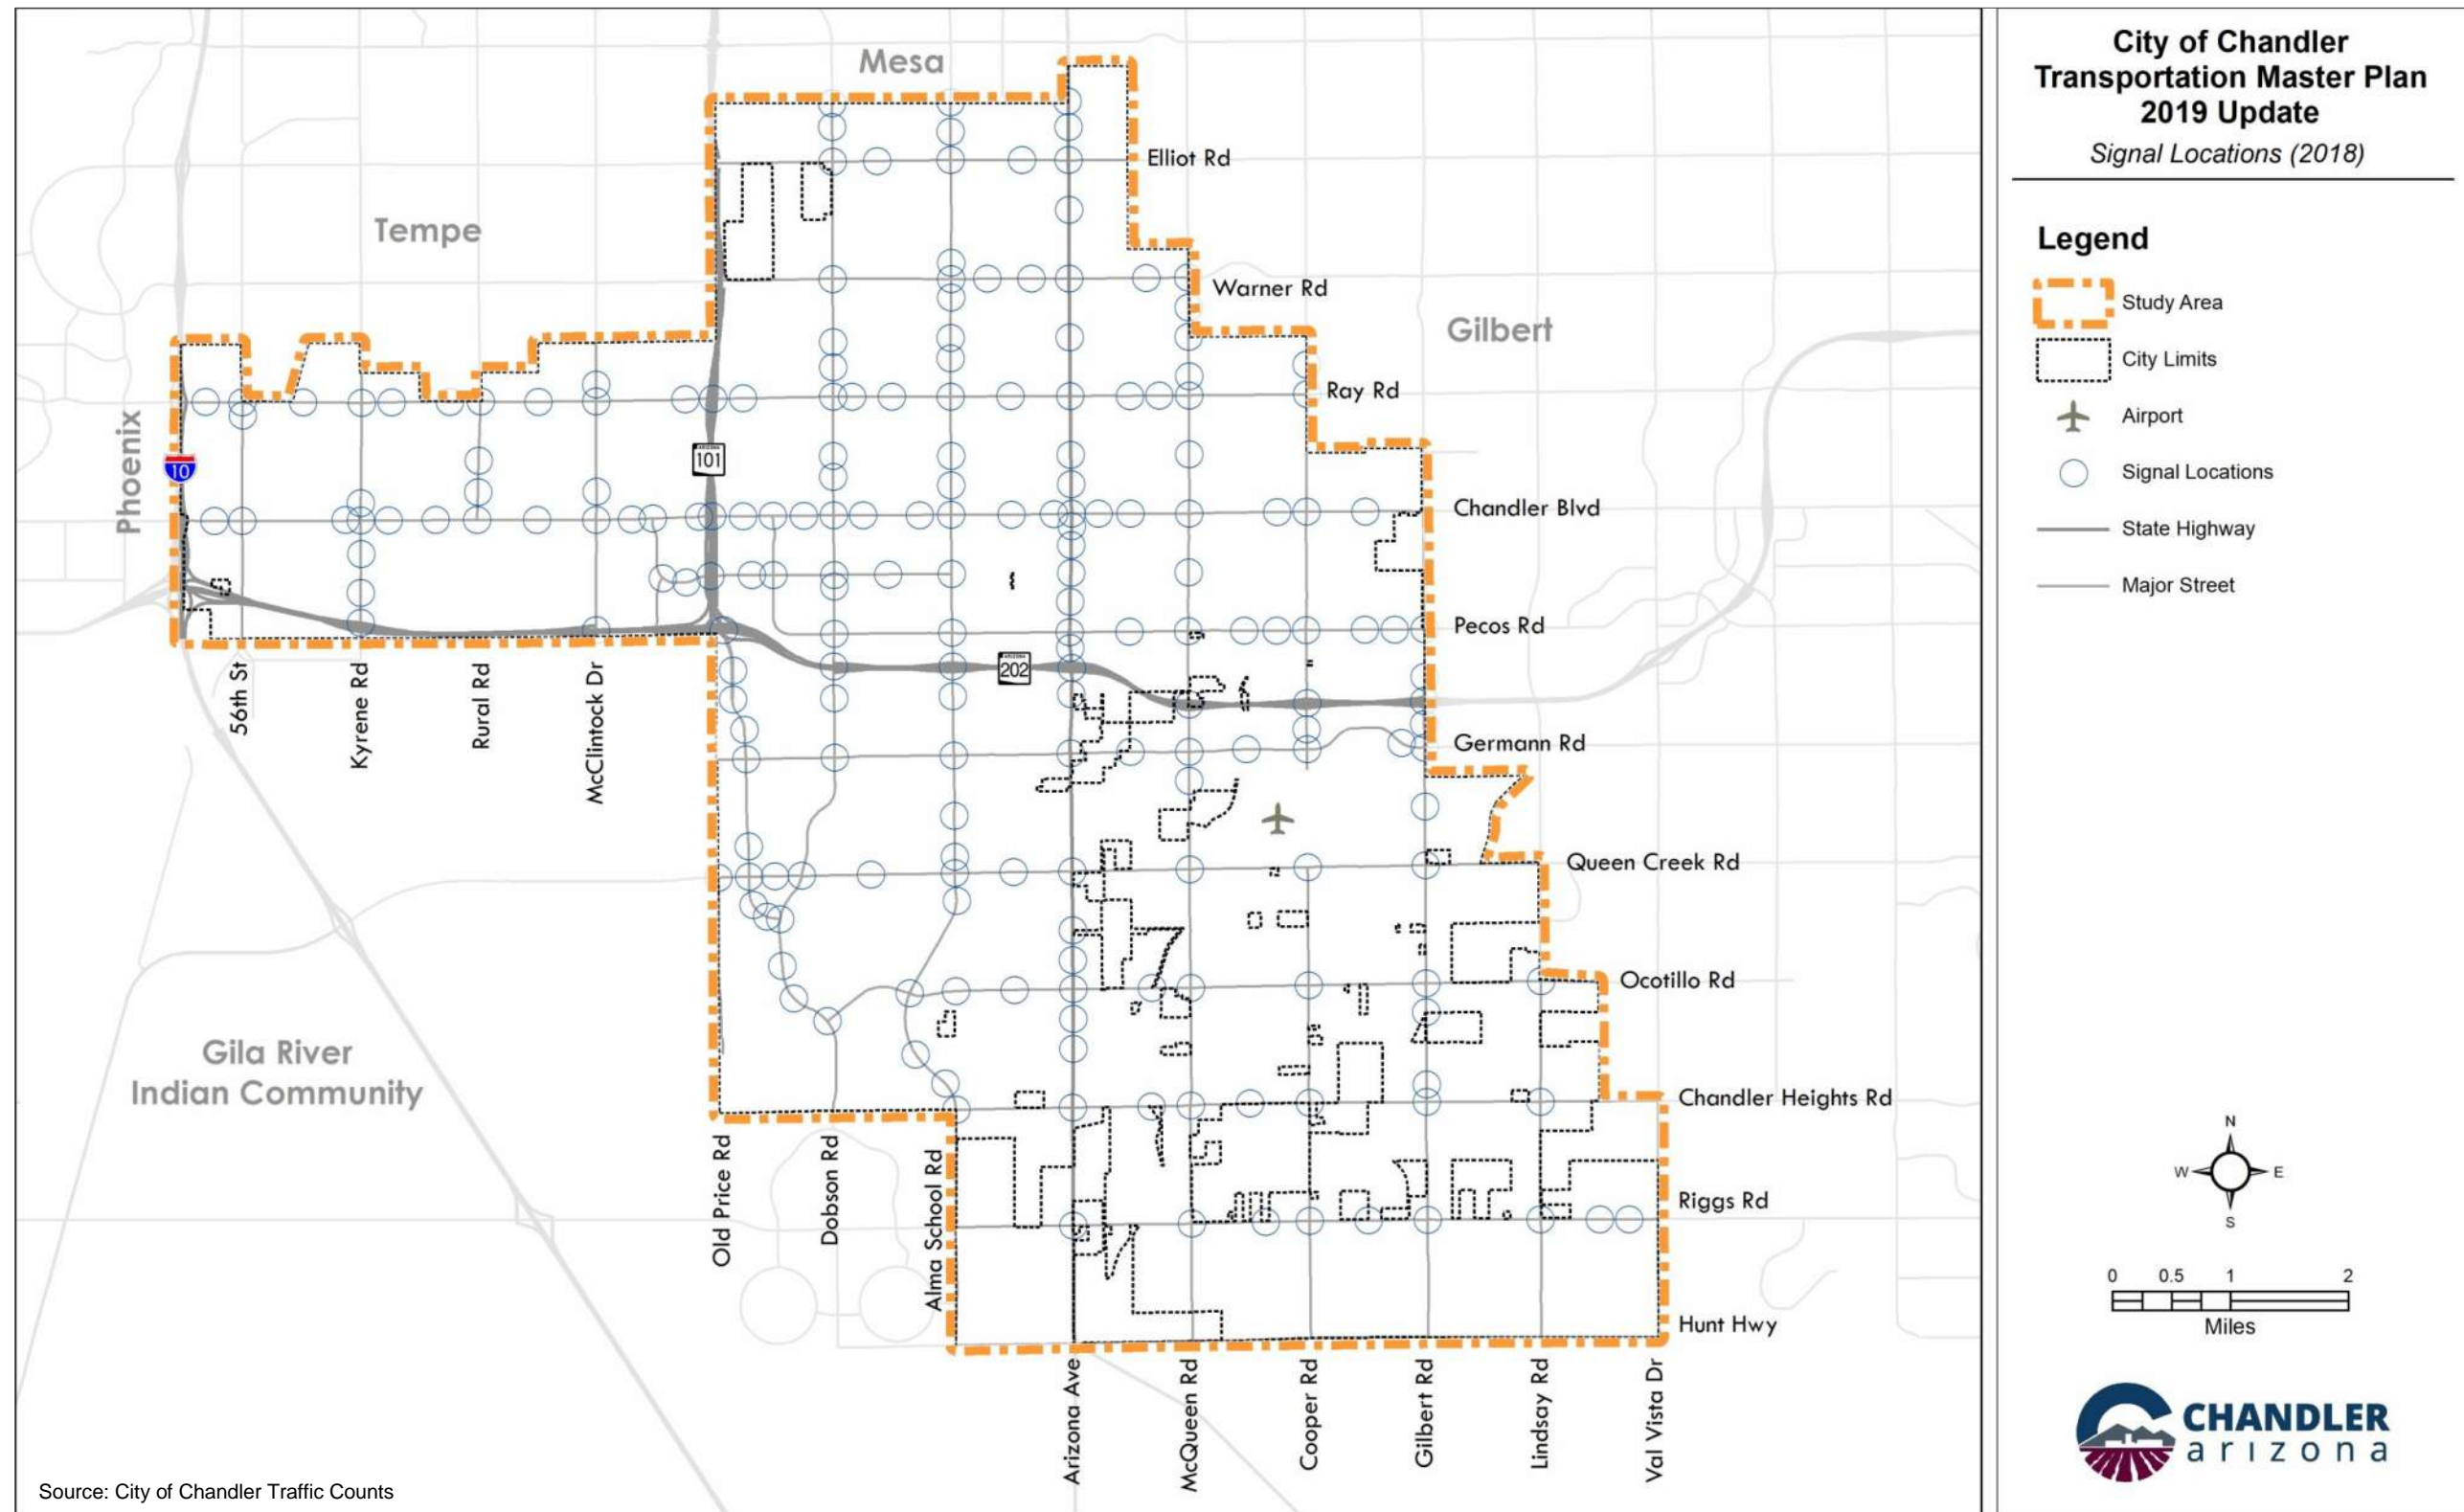 City of Chandler
Transportation Master Plan
2019 Update
Signal Locations (2018)
Legend
Study Area
City Limits
Airport
Signal Locations
State Highway
Major Street
Mesa
Tempe
Gilbert
Phoenix
Gila River
Indian Community
Elliot Rd
Warner Rd
Ray Rd
Chandler Blvd
Pecos Rd
Germann Rd
Queen Creek Rd
Ocotillo Rd
Chandler Heights Rd
Riggs Rd
Hunt Hwy
10
ARIZONA
101
ARIZONA
202
56th St
Kyrene Rd
Rural Rd
McClintock Dr
Old Price Rd
Dobson Rd
Alma School Rd
Arizona Ave
McQueen Rd
Cooper Rd
Gilbert Rd
Lindsay Rd
Val Vista Dr
N
W E
S
0 0.5 1 2
Miles
CHANDLER
arizona
Source: City of Chandler Traffic Counts